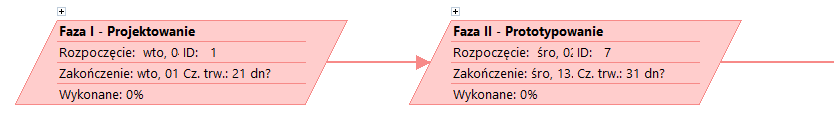 Faza I - Projektowanie
Rozpoczęcie: wto, 0 ID: 1
Zakończenie: wto, 01 Cz. trw.: 21 dn?
Wykonane: 0%
Faza II - Prototypowanie
Rozpoczęcie: śro, 02 ID: 7
Zakończenie: śro, 13. Cz. trw.: 31 dn?
Wykonane: 0%